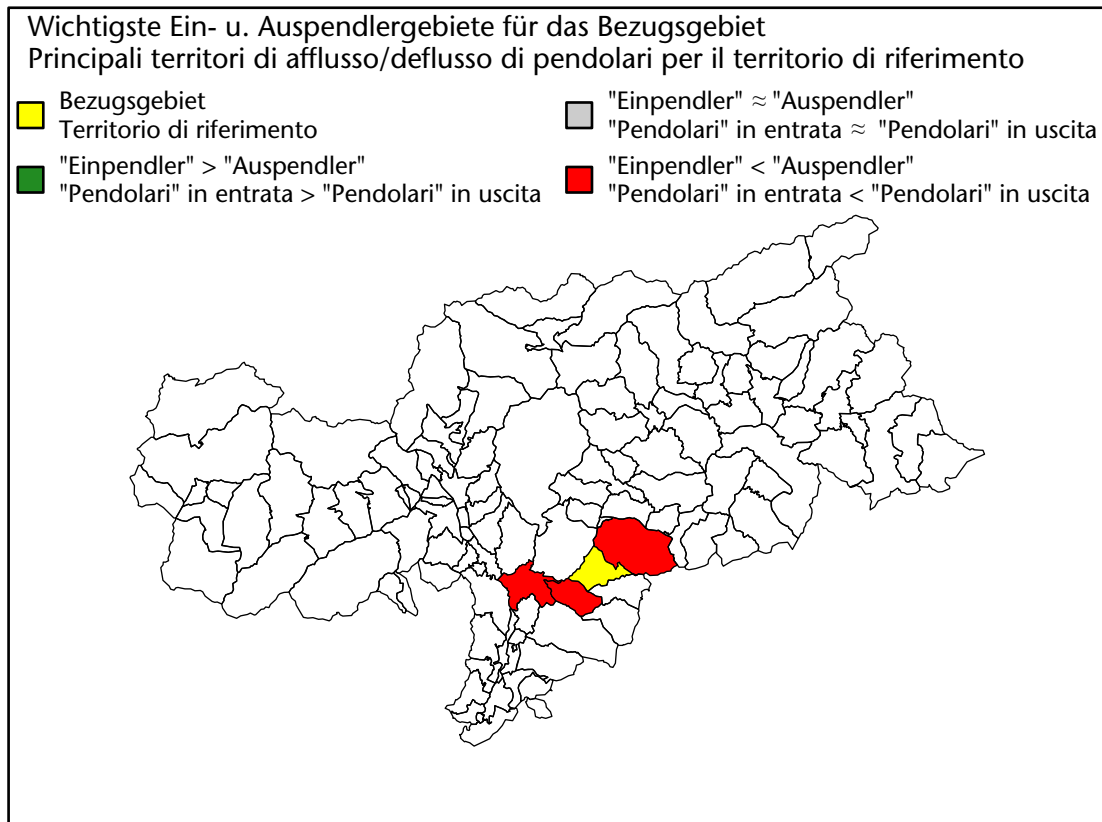 Wichtigste Ein- u. Auspendlergebiete für das Bezugsgebiet
Principali territori di afflusso/deflusso di pendolari per il territorio di riferimento
Bezugsgebiet
Territorio di riferimento
"Einpendler" ≈ "Auspendler"
"Pendolari" in entrata ≈ "Pendolari" in uscita
"Einpendler" > "Auspendler"
"Pendolari" in entrata > "Pendolari" in uscita
"Einpendler" < "Auspendler"
"Pendolari" in entrata < "Pendolari" in uscita